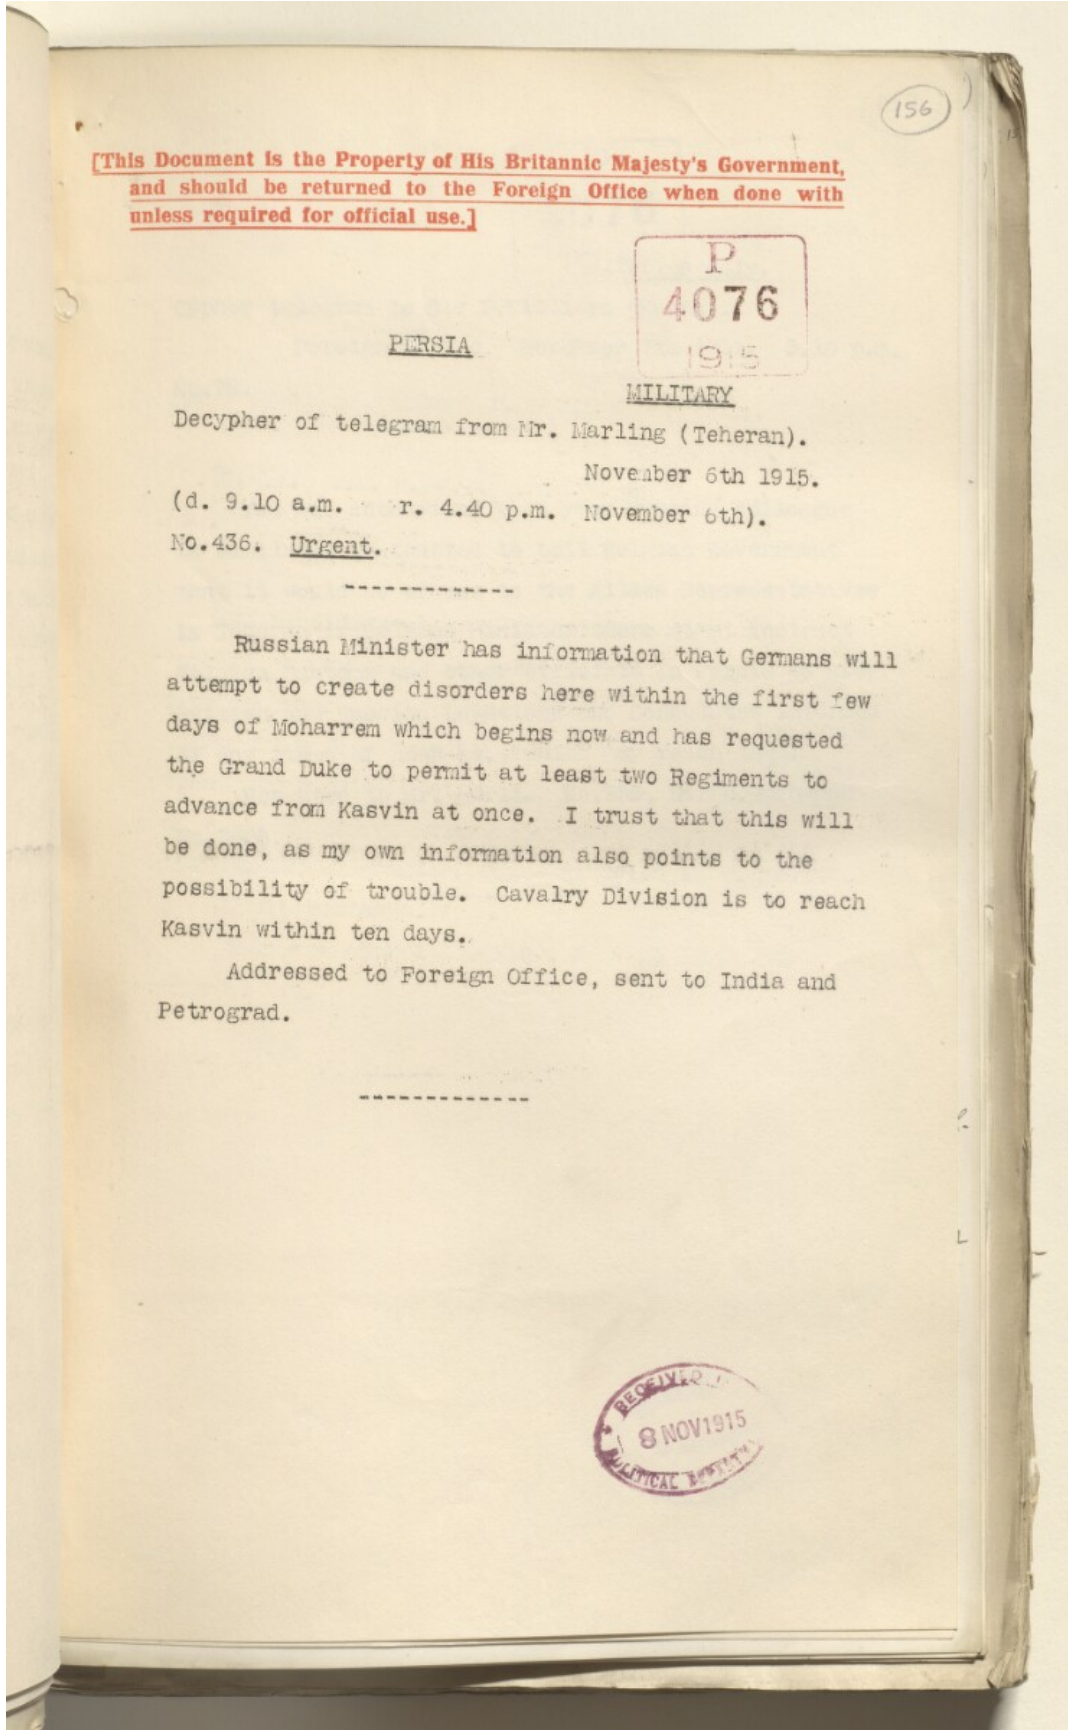 156
[This Document is the Property of His Britannic Majesty's Government,
and should be returned to the Foreign Office when done with
unless required for official use.]
P
4076
1915
PERSIA
MILITARY
Decypher of telegram from Mr. Marling (Teheran).
November 6th 1915.
(d. 9.10 a.m. r. 4.40 p.m. November 6th).
No.436. Urgent.
-------------
Russian Minister has information that Germans will
attempt to create disorders here within the first few
days of Moharrem which begins now and has requested
the Grand Duke to permit at least two Regiments to
advance from Kasvin at once. I trust that this will
be done, as my own information also points to the
possibility of trouble. Cavalry Division is to reach
Kasvin within ten days.
Addressed to Foreign Office, sent to India and
Petrograd.
-------------
RECEIVED
8 NOV 1915
POLITICAL